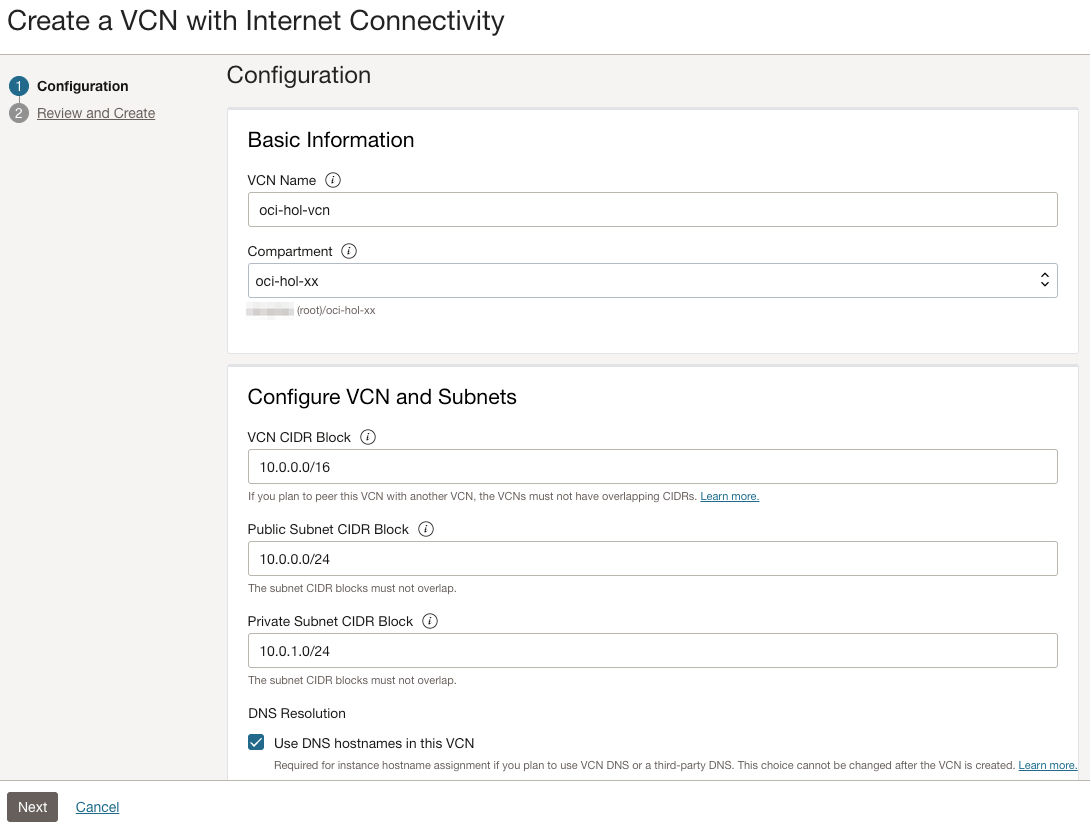 Create a VCN with Internet Connectivity
1 Configuration
2 Review and Create
Configuration
Basic Information
VCN Name i
oci-hol-vcn
Compartment i
oci-hol-xx
(root)/oci-hol-xx
Configure VCN and Subnets
VCN CIDR Block i
10.0.0.0/16
If you plan to peer this VCN with another VCN, the VCNs must not have overlapping CIDRs. Learn more.
Public Subnet CIDR Block i
10.0.0.0/24
The subnet CIDR blocks must not overlap.
Private Subnet CIDR Block i
10.0.1.0/24
The subnet CIDR blocks must not overlap.
DNS Resolution
Use DNS hostnames in this VCN
Required for instance hostname assignment if you plan to use VCN DNS or a third-party DNS. This choice cannot be changed after the VCN is created. Learn more.
Next Cancel